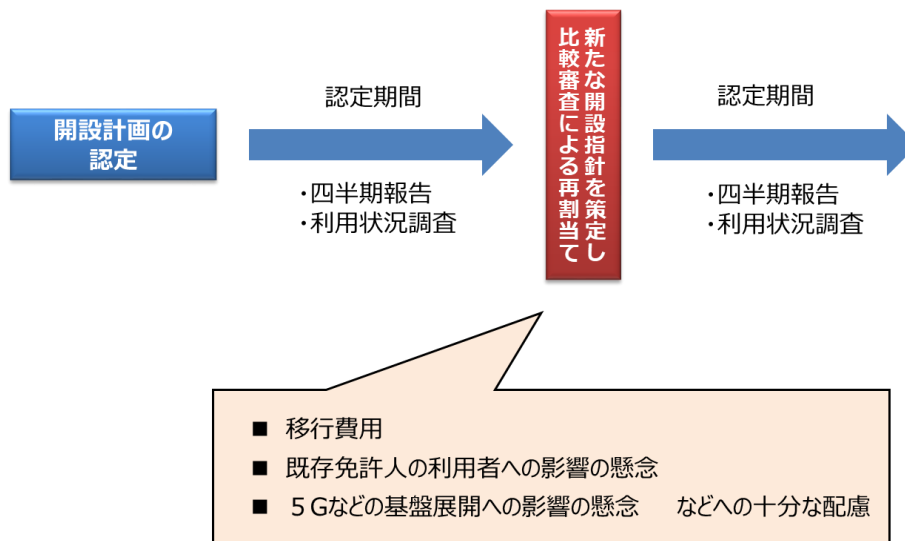 開設計画の
認定
認定期間
・四半期報告
・利用状況調査
新たな開設指針を策定し
比較審査による再割当て
認定期間
・四半期報告
・利用状況調査
■ 移行費用
■ 既存免許人の利用者への影響の懸念
■ 5Gなどの基盤展開への影響の懸念　などへの十分な配慮